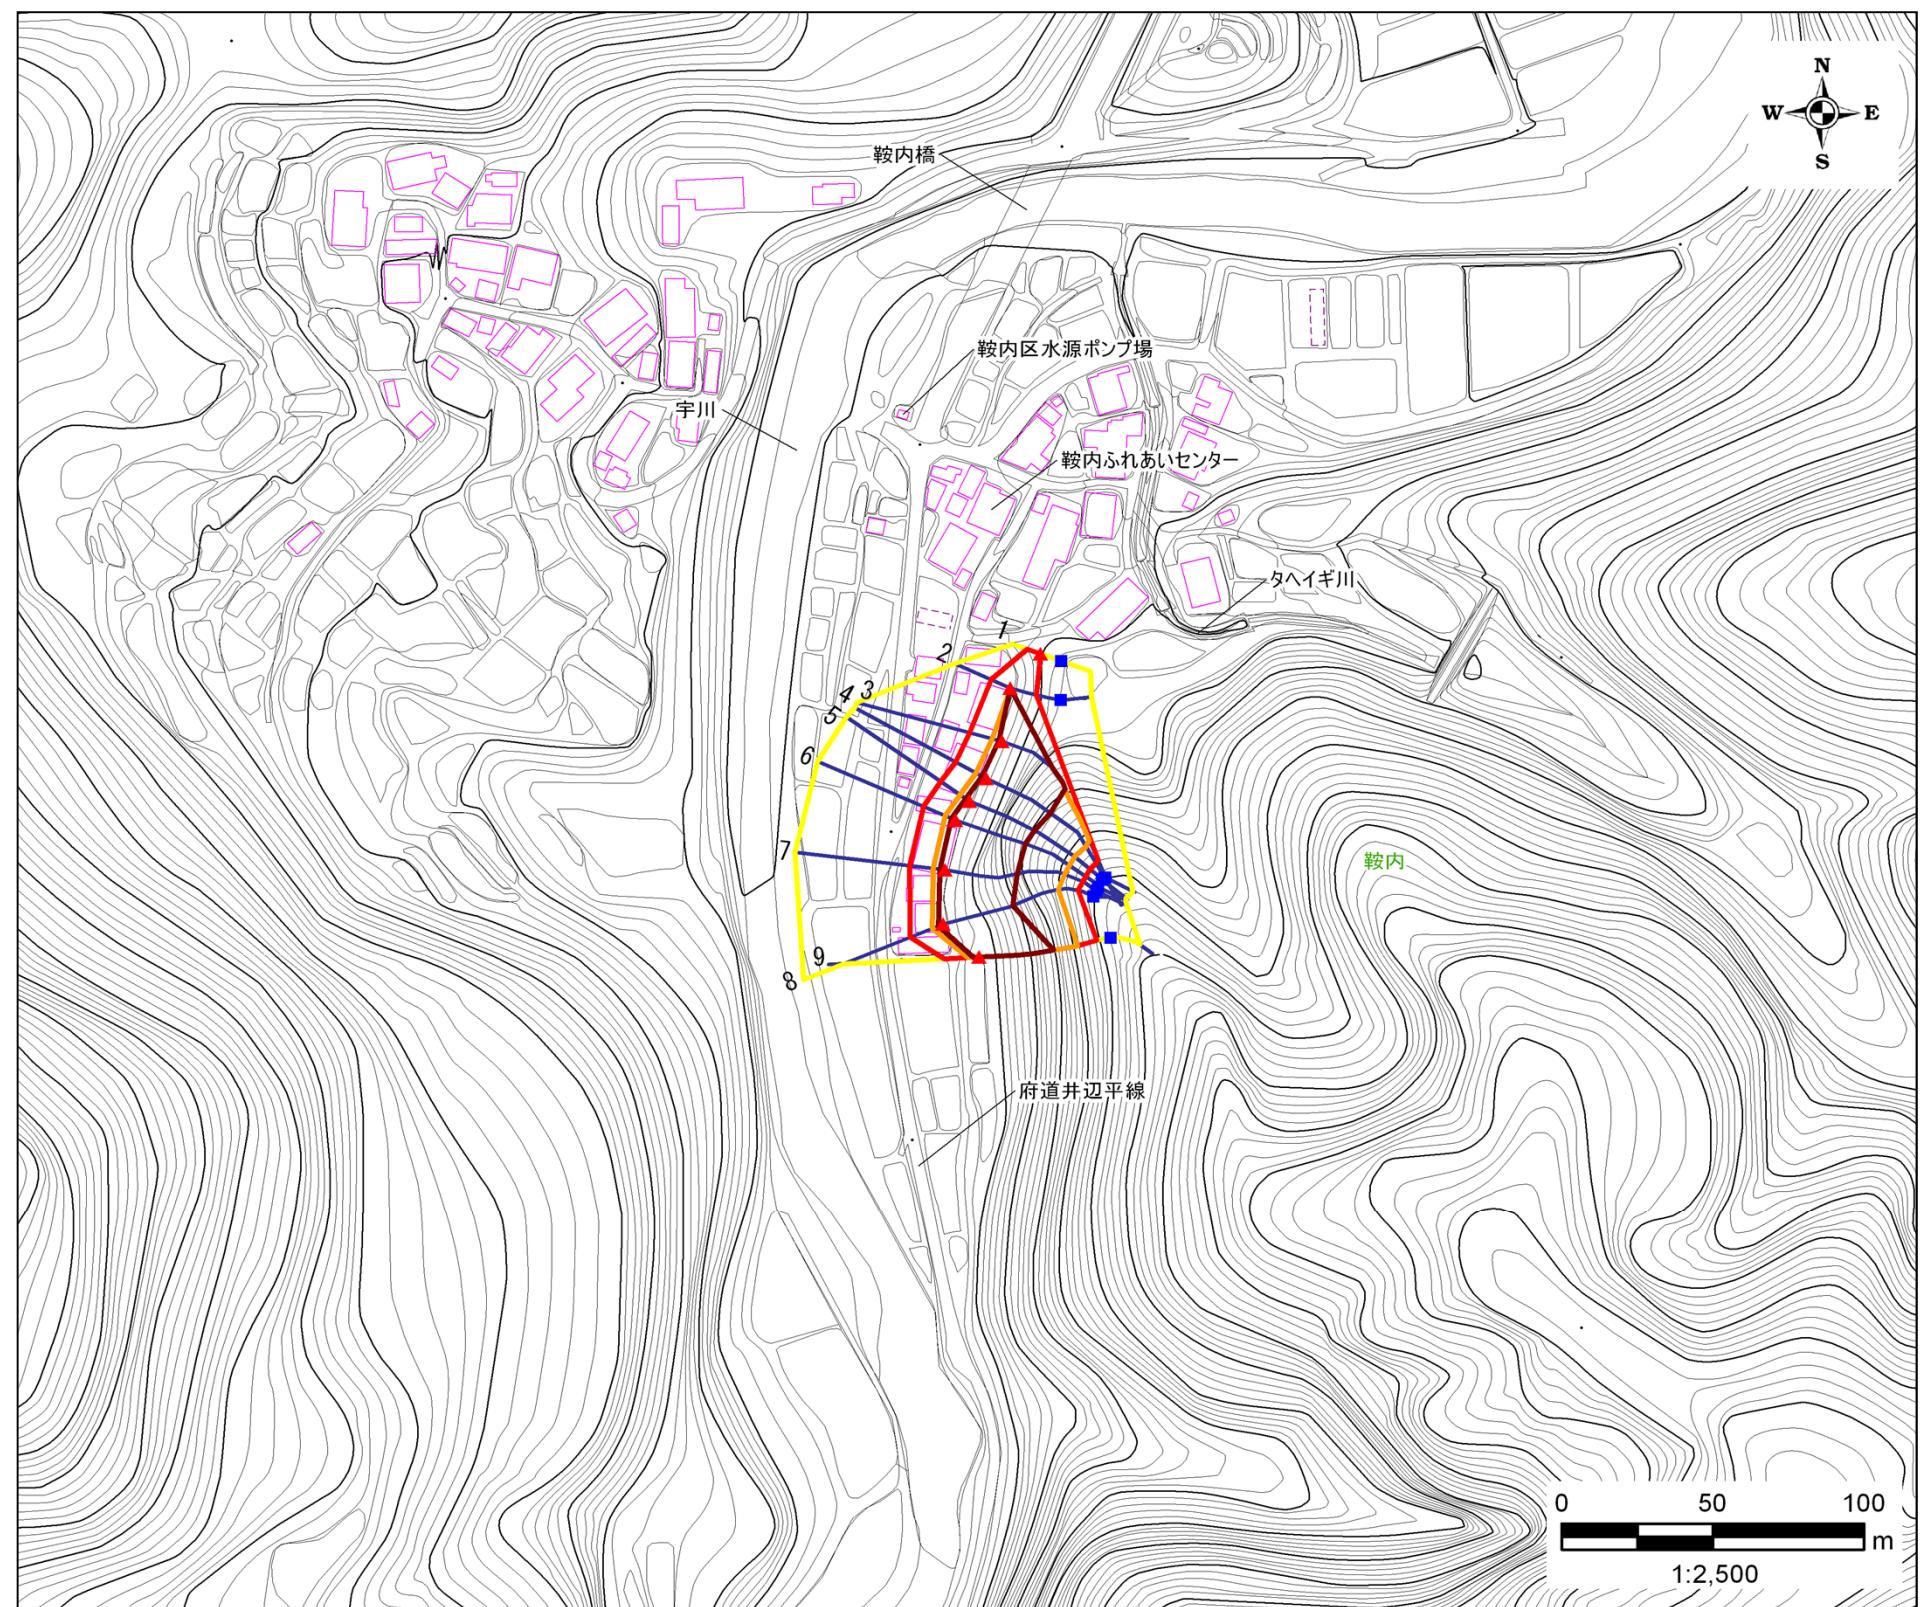 N
W E
S
鞍内橋
鞍内区水源ポンプ場
宇川
鞍内ふれあいセンター
タヘイギ川
1
2
3
4
5
6
7
鞍内
9
8
府道井辺平線
0 50 100
m
1:2,500